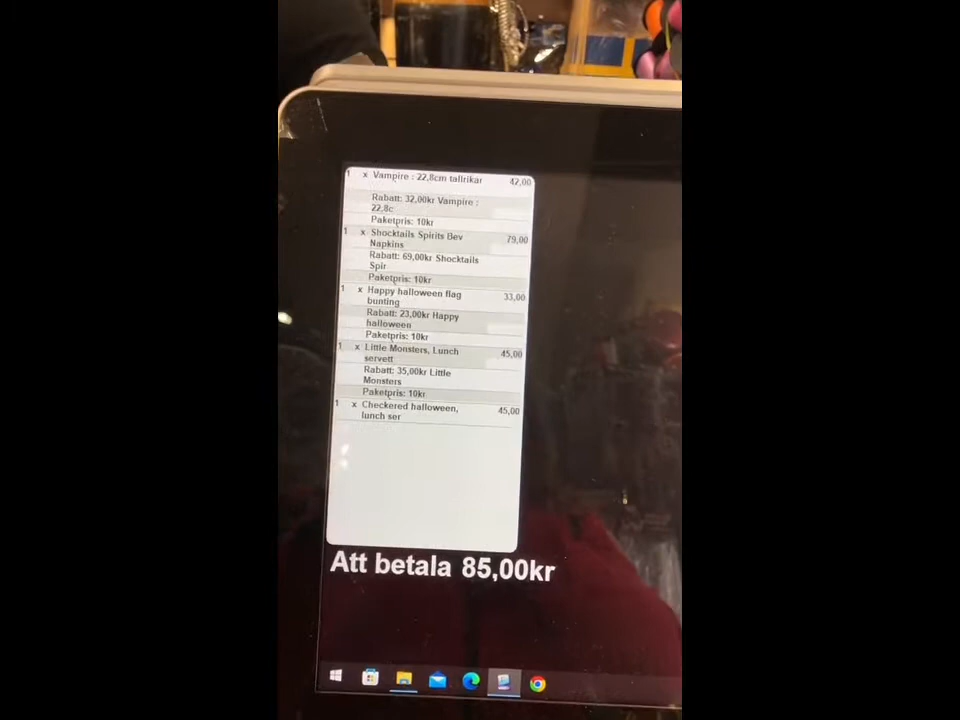 1 x Vampire : 22,8cm tallrikar 42,00
Rabatt: 32,00kr Vampire :
22,8c
Paketpris: 10kr
1 x Shocktails Spirits Bev 79,00
Napkins
Rabatt: 69,00kr Shocktails
Spir
Paketpris: 10kr
1 x Happy halloween flag 33,00
bunting
Rabatt: 23,00kr Happy
halloween
Paketpris: 10kr
1 x Little Monsters, Lunch 45,00
servett
Rabatt: 35,00kr Little
Monsters
Paketpris: 10kr
1 x Checkered halloween, 45,00
lunch ser
Att betala 85,00kr